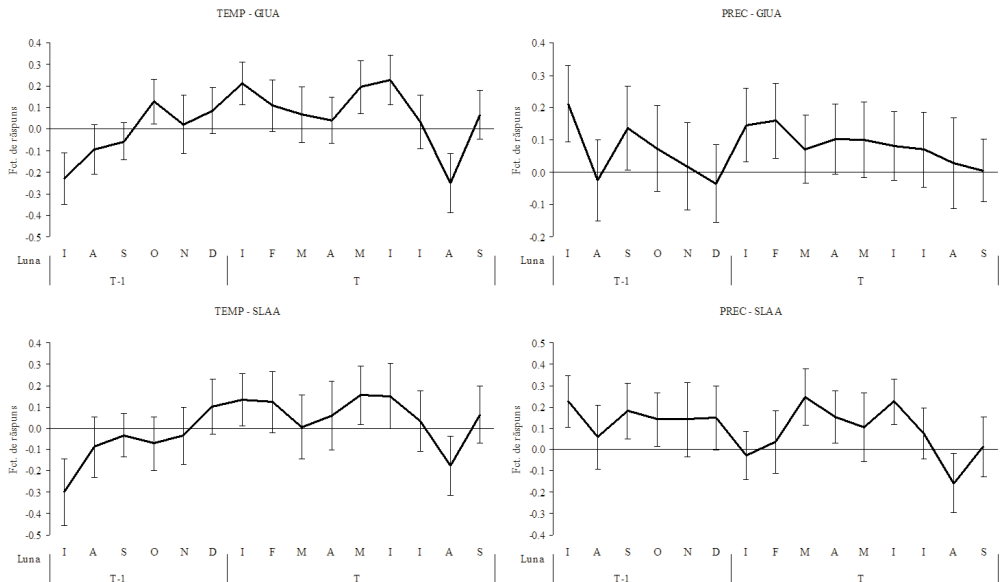 TEMP - GIUA
Fct. de răspuns
0.4
0.3
0.2
0.1
0.0
-0.1
-0.2
-0.3
-0.4
-0.5
I A S O N D I F M A M I I A S
Luna
T-1 T
PREC - GIUA
Fct. de răspuns
0.4
0.3
0.2
0.1
0.0
-0.1
-0.2
I A S O N D I F M A M I I A S
Luna
T-1 T
TEMP - SLAA
Fct. de răspuns
0.4
0.3
0.2
0.1
0.0
-0.1
-0.2
-0.3
-0.4
-0.5
I A S O N D I F M A M I I A S
Luna
T-1 T
PREC - SLAA
Fct. de răspuns
0.5
0.4
0.3
0.2
0.1
0.0
-0.1
-0.2
-0.3
-0.4
I A S O N D I F M A M I I A S
Luna
T-1 T